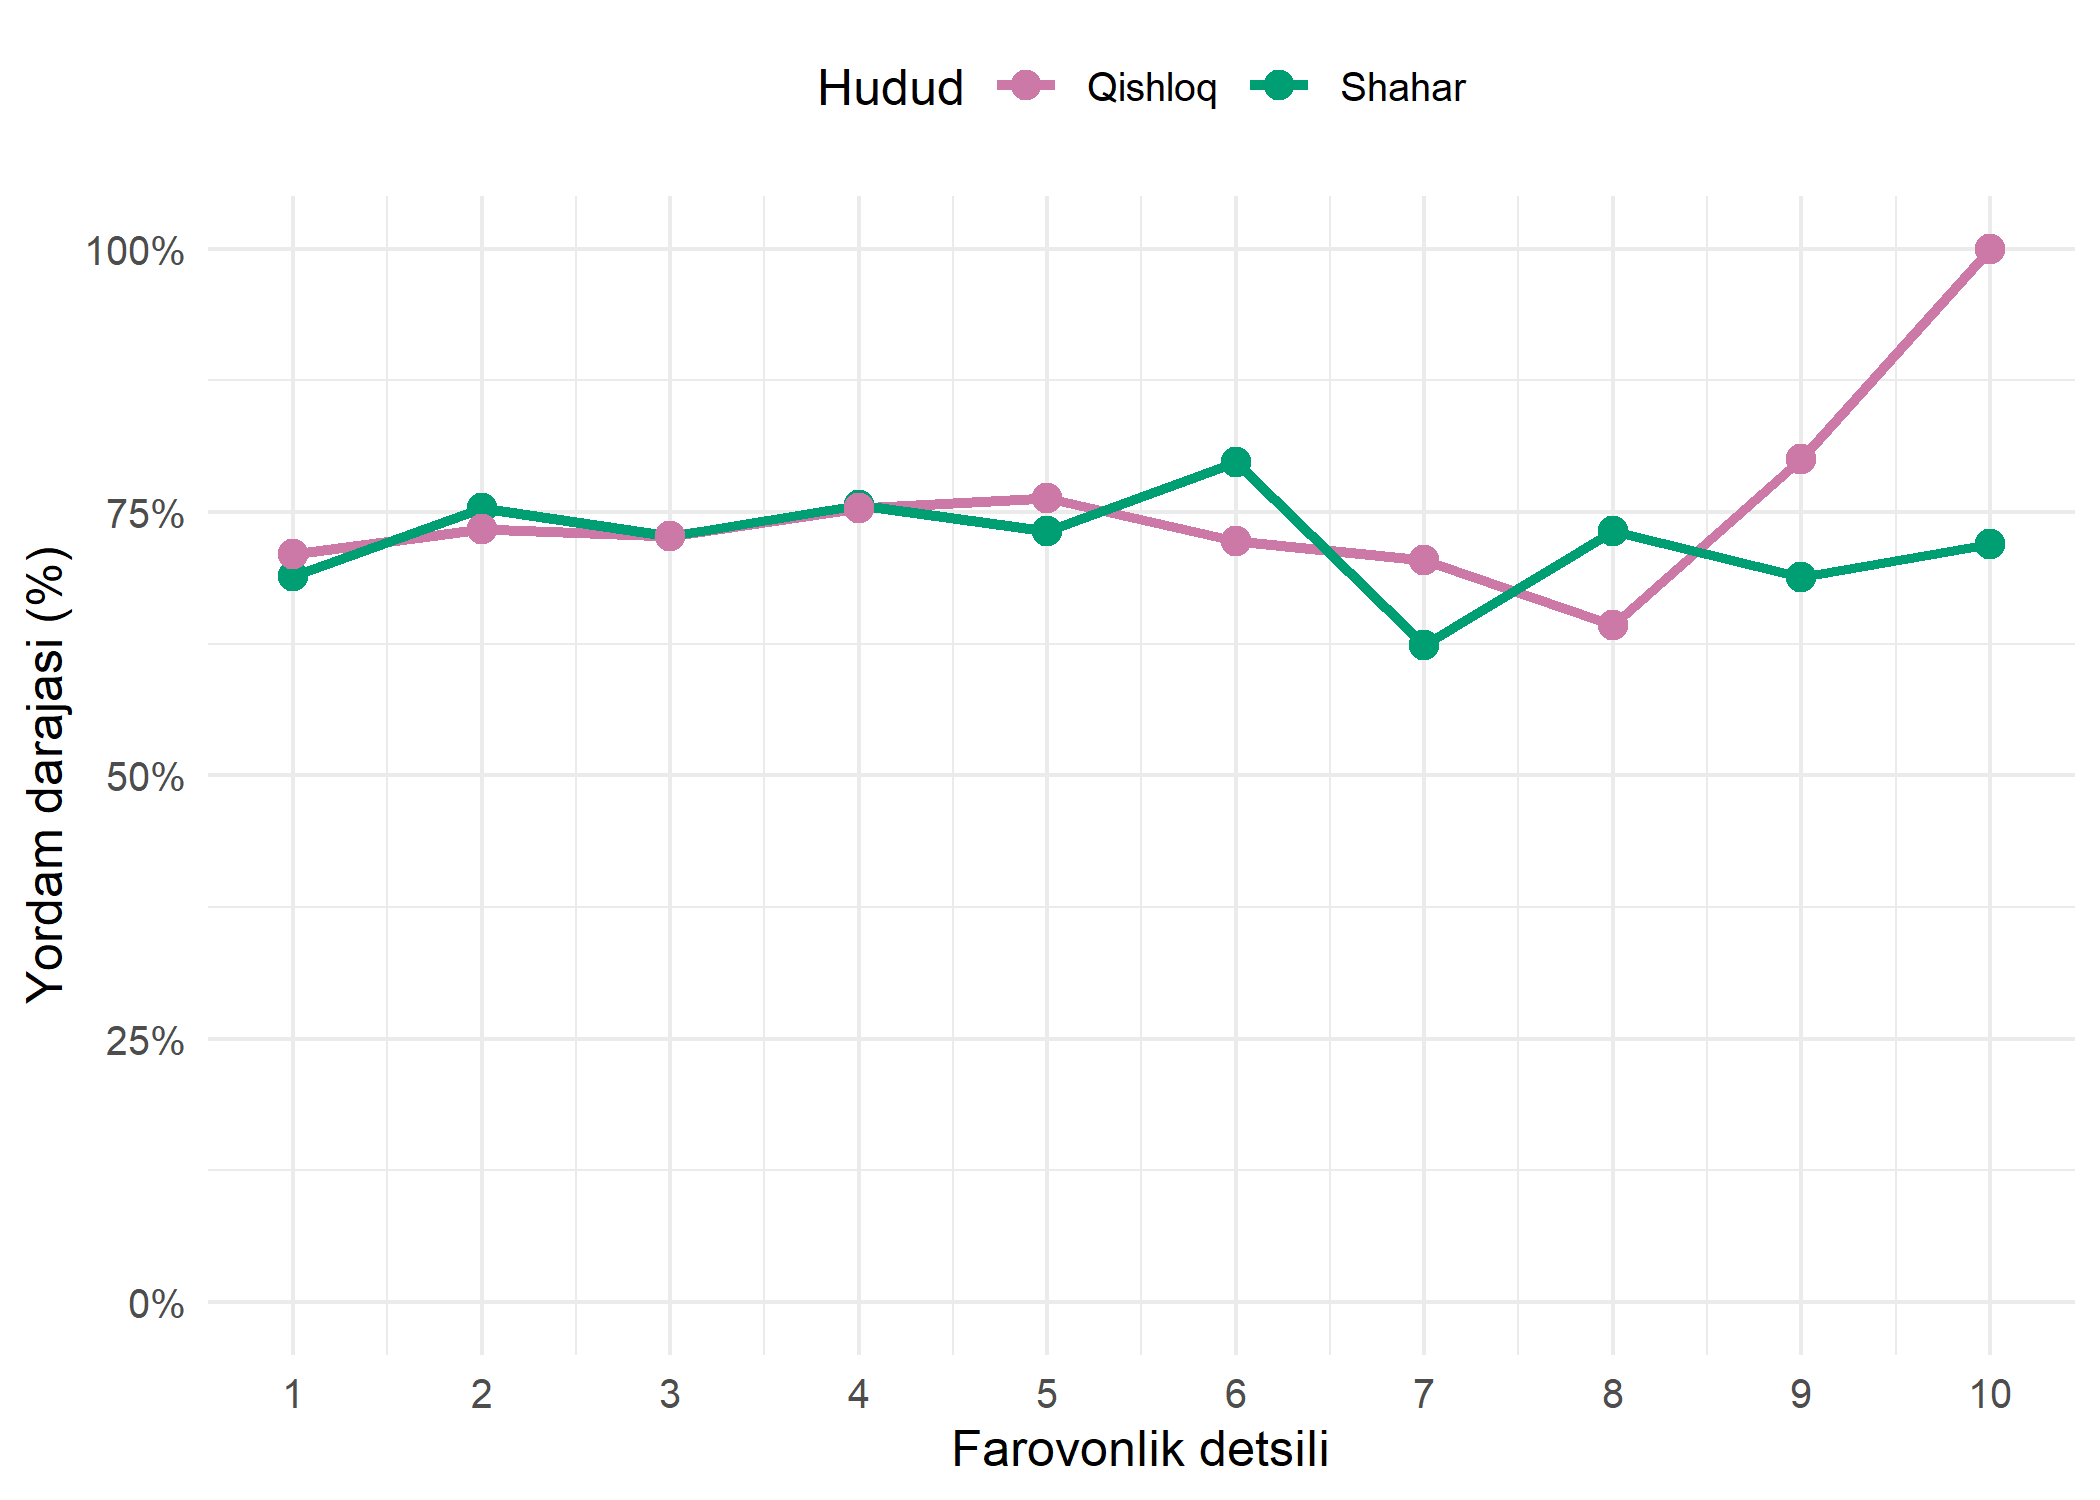 Hudud Qishloq Shahar
100%
75%
50%
25%
0%
Yordam darajasi (%)
1 2 3 4 5 6 7 8 9 10
Farovonlik detsili